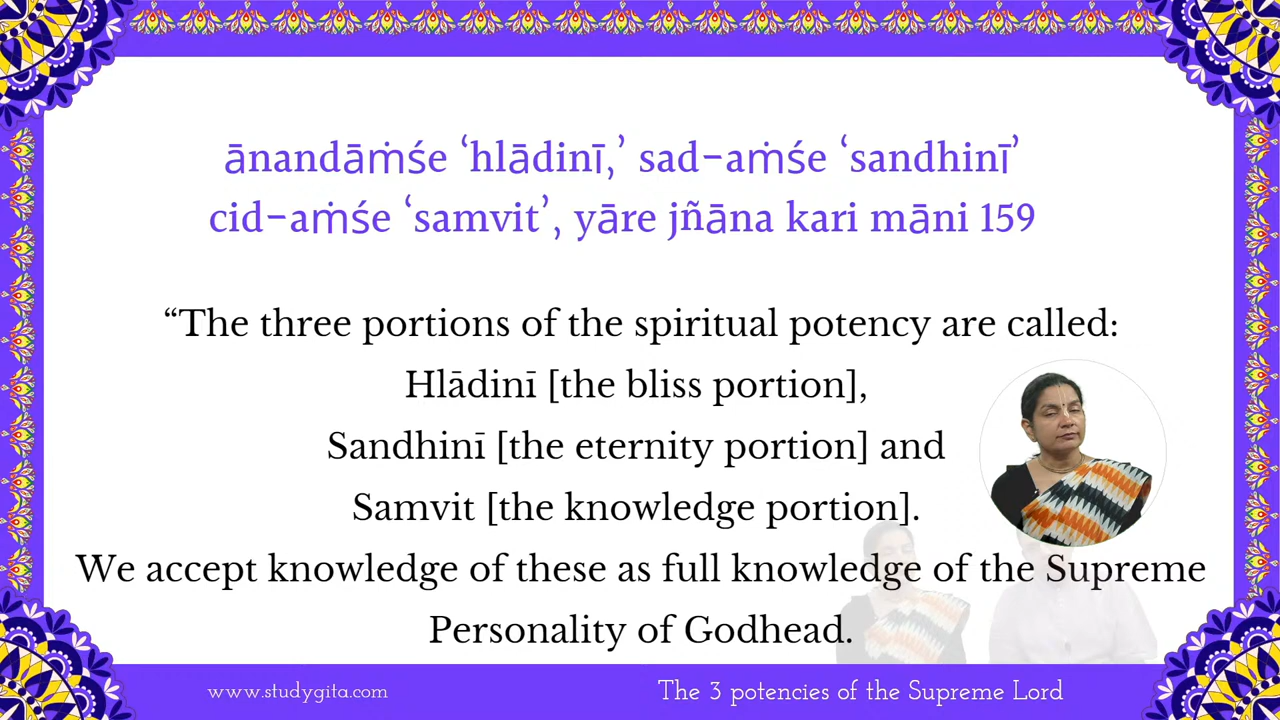 ānandāṁśe ‘hlādinī,’ sad-aṁśe ‘sandhinī’
cid-aṁśe ‘samvit’, yāre jñāna kari māni 159
“The three portions of the spiritual potency are called:
Hlādinī [the bliss portion],
Sandhinī [the eternity portion] and
Samvit [the knowledge portion].
We accept knowledge of these as full knowledge of the Supreme
Personality of Godhead.
www.studygita.com
The 3 potencies of the Supreme Lord